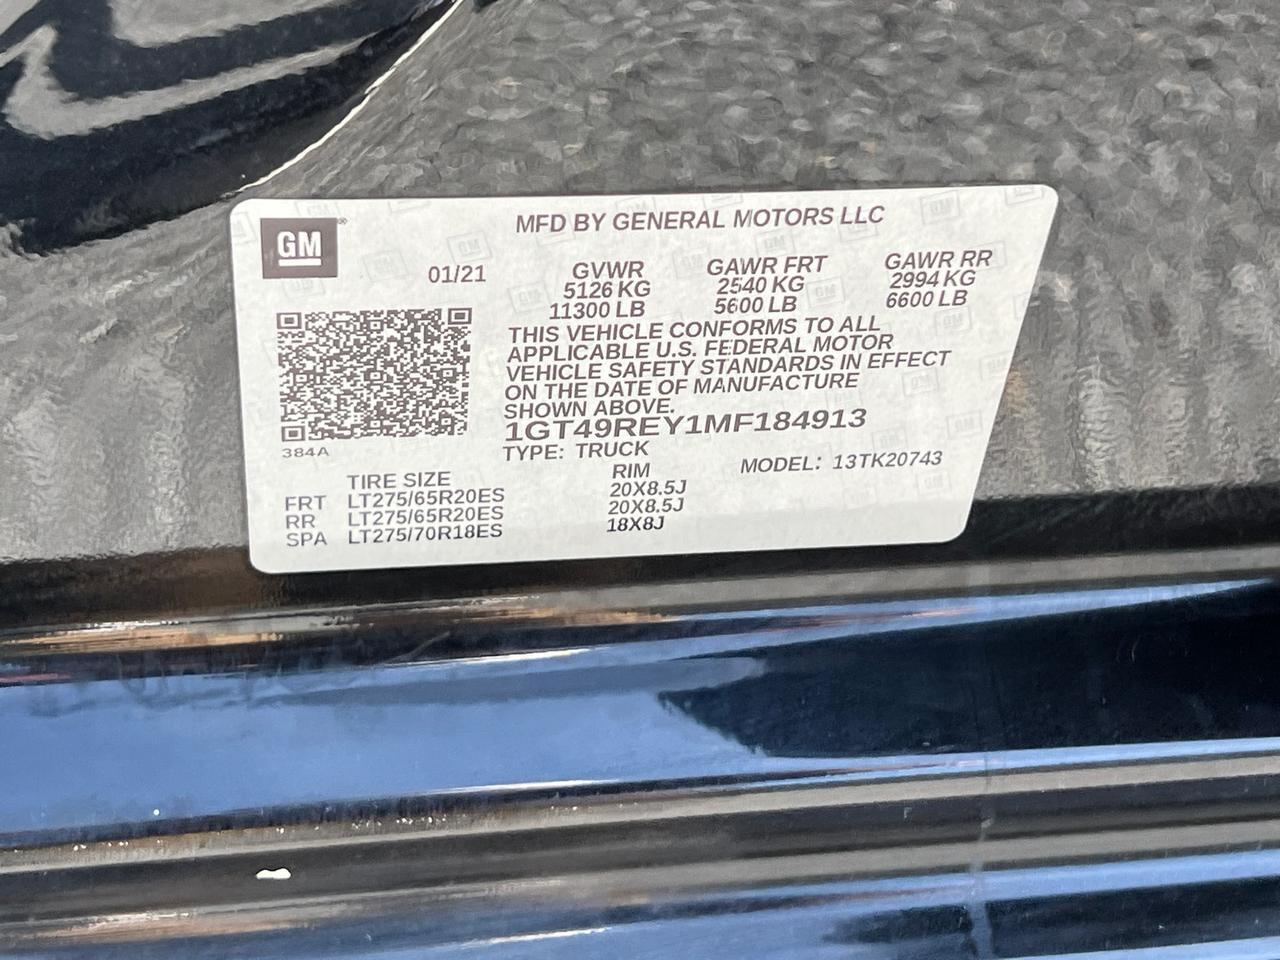 GM ®
MFD BY GENERAL MOTORS LLC
01/21
GVWR
5126 KG
11300 LB
GAWR FRT
2540 KG
5600 LB
GAWR RR
2994 KG
6600 LB
THIS VEHICLE CONFORMS TO ALL
APPLICABLE U.S. FEDERAL MOTOR
VEHICLE SAFETY STANDARDS IN EFFECT
ON THE DATE OF MANUFACTURE
SHOWN ABOVE.
1GT49REY1MF184913
384A
TYPE: TRUCK
MODEL: 13TK20743
TIRE SIZE RIM
FRT LT275/65R20ES 20X8.5J
RR LT275/65R20ES 20X8.5J
SPA LT275/70R18ES 18X8J